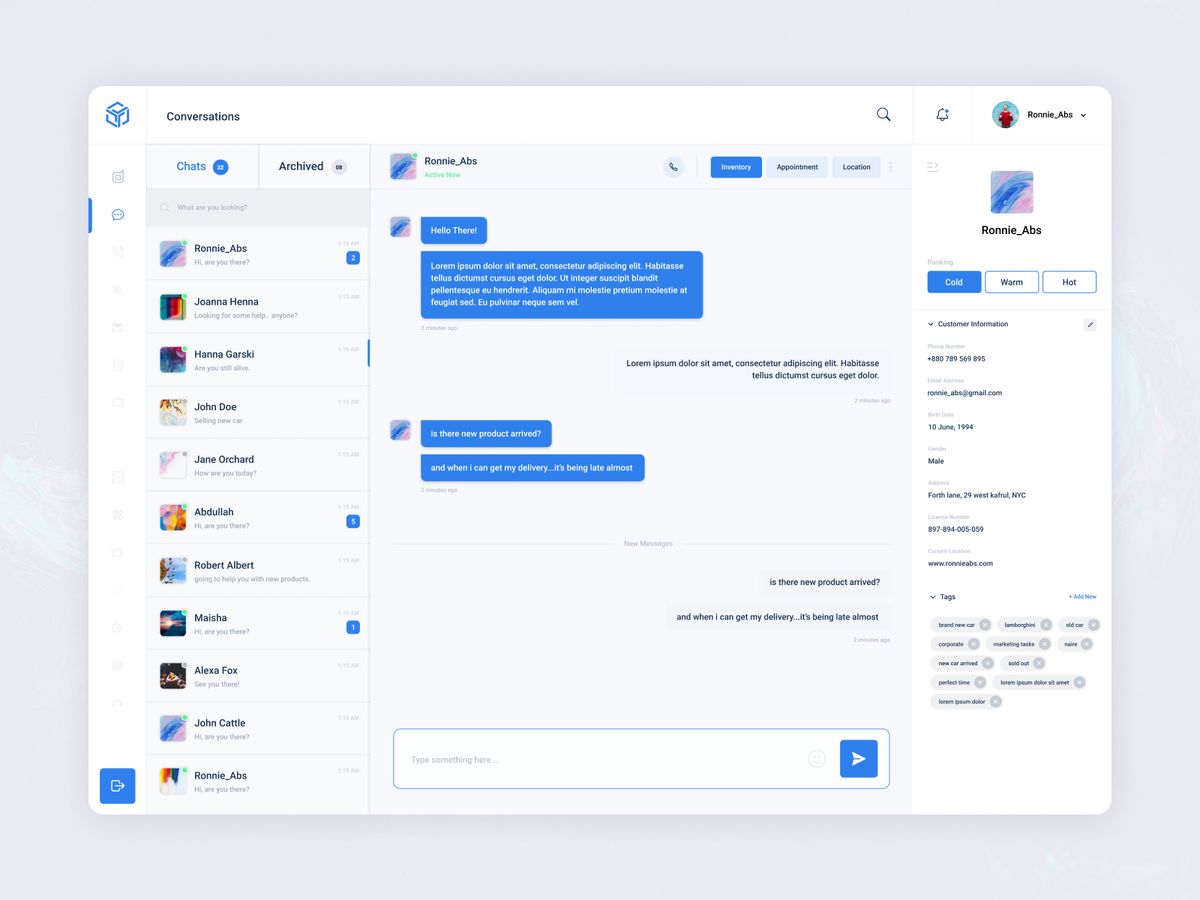 Conversations
Ronnie_Abs
Chats 32
Archived 08
What are you looking?
Ronnie_Abs
1:15 AM
Hi, are you there?
2
Joanna Henna
1:15 AM
Looking for some help.. anyone?
Hanna Garski
1:15 AM
Are you still alive.
John Doe
1:15 AM
Selling new car
Jane Orchard
1:15 AM
How are you today?
Abdullah
1:15 AM
Hi, are you there?
5
Robert Albert
1:15 AM
going to help you with new products.
Maisha
1:15 AM
Hi, are you there?
1
Alexa Fox
1:15 AM
See you there!
John Cattle
1:15 AM
Hi, are you there?
Ronnie_Abs
1:15 AM
Hi, are you there?
Ronnie_Abs
Active Now
Inventory
Appointment
Location
Hello There!
Lorem ipsum dolor sit amet, consectetur adipiscing elit. Habitasse
tellus dictumst cursus eget dolor. Ut integer suscipit blandit
pellentesque eu hendrerit. Aliquam mi molestie pretium molestie at
feugiat sed. Eu pulvinar neque sem vel.
2 minutes ago
Lorem ipsum dolor sit amet, consectetur adipiscing elit. Habitasse
tellus dictumst cursus eget dolor.
2 minutes ago
is there new product arrived?
and when i can get my delivery...it's being late almost
2 minutes ago
New Messages
is there new product arrived?
and when i can get my delivery...it's being late almost
2 minutes ago
Type something here...
Ronnie_Abs
Ranking
Cold
Warm
Hot
Customer Information
Phone Number
+880 789 569 895
Email Address
ronnie_abs@gmail.com
Birth Date
10 June, 1994
Gender
Male
Address
Forth lane, 29 west kafrul, NYC
Licence Number
897-894-005-059
Current Location
www.ronnieabs.com
Tags
+ Add New
brand new car
lamborghini
old car
corporate
marketing tasks
naire
new car arrived
sold out
perfect time
lorem ipsum dolor sit amet
lorem ipsum dolor